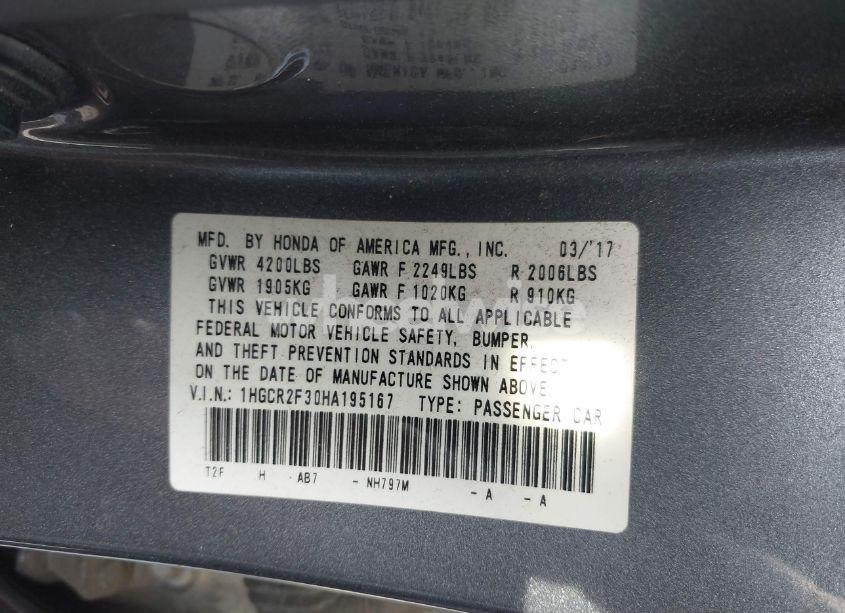 MFD. BY HONDA OF AMERICA MFG., INC. 03/'17
GVWR 4200LBS GAWR F 2249LBS R 2006LBS
GVWR 1905KG GAWR F 1020KG R 910KG
THIS VEHICLE CONFORMS TO ALL APPLICABLE
FEDERAL MOTOR VEHICLE SAFETY, BUMPER,
AND THEFT PREVENTION STANDARDS IN EFFECT
ON THE DATE OF MANUFACTURE SHOWN ABOVE.
V.I.N.: 1HGCR2F30HA195167 TYPE: PASSENGER CAR
T2F H AB7 - NH797M - A - A